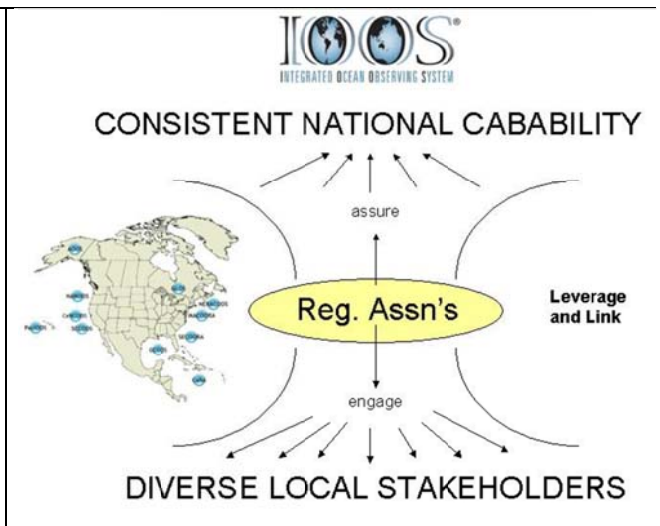 IOOS®
INTEGRATED OCEAN OBSERVING SYSTEM
CONSISTENT NATIONAL CABABILITY
assure
Reg. Assn's
Leverage
and Link
engage
DIVERSE LOCAL STAKEHOLDERS